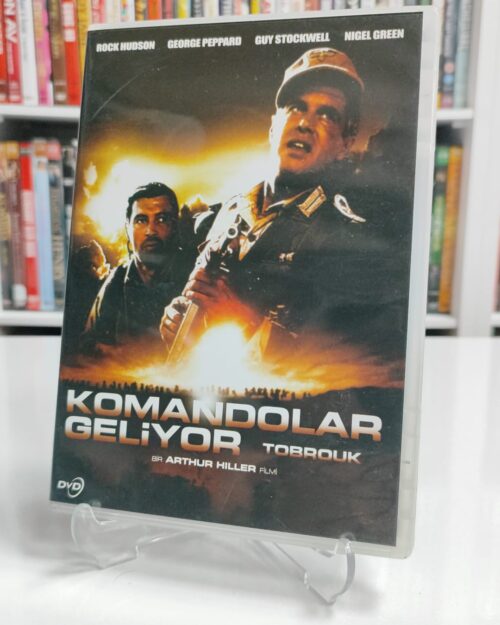 ROCK HUDSON GEORGE PEPPARD GUY STOCKWELL NIGEL GREEN
KOMANDOLAR
GELİYOR TOBROUK
BİR ARTHUR HILLER FİLMİ
DVD